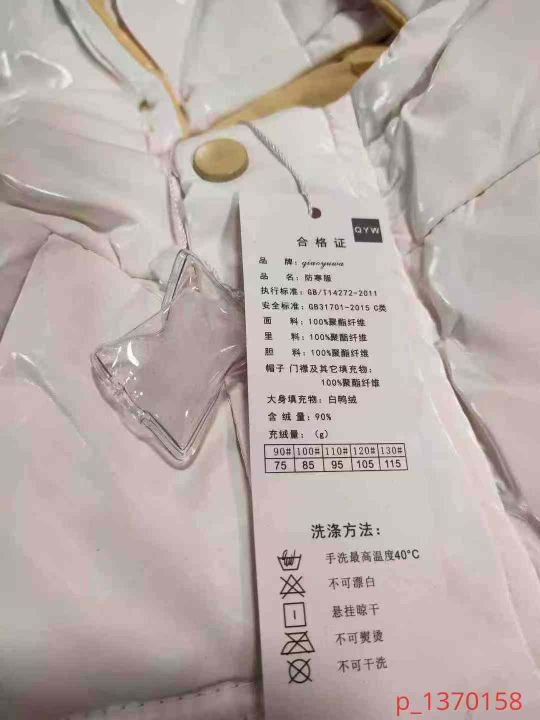 QYW
合格证
品 牌：qiaoyuwa
品 名：防寒服
执行标准：GB/T14272-2011
安全标准：GB31701-2015 C类
面 料：100%聚酯纤维
里 料：100%聚酯纤维
胆 料：100%聚酯纤维
帽子 门襟及其它填充物：
100%聚酯纤维
大身填充物：白鸭绒
含 绒 量：90%
充绒量：（g）
90# 100# 110# 120# 130#
75 85 95 105 115
洗涤方法：
手洗最高温度40°C
不可漂白
悬挂晾干
不可熨烫
不可干洗
p_1370158